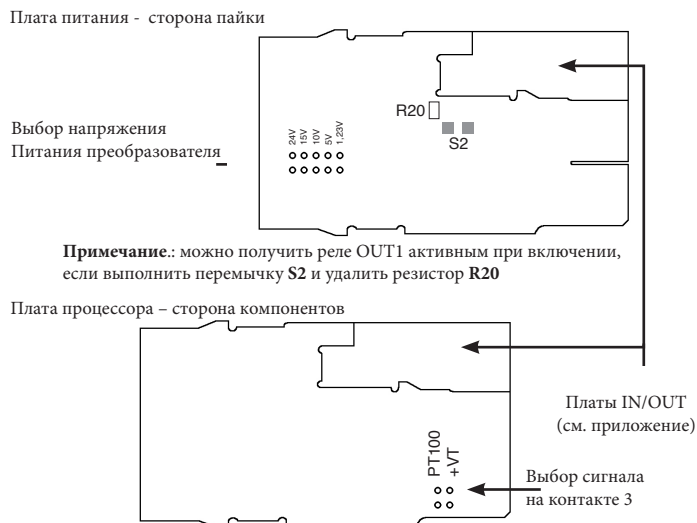 Плата питания - сторона пайки
R20
S2
Выбор напряжения
Питания преобразователя
24V
15V
10V
5V
1,23V
Примечание.: можно получить реле OUT1 активным при включении,
если выполнить перемычку S2 и удалить резистор R20
Плата процессора – сторона компонентов
Платы IN/OUT
(см. приложение)
PT100
+VT
Выбор сигнала
на контакте 3